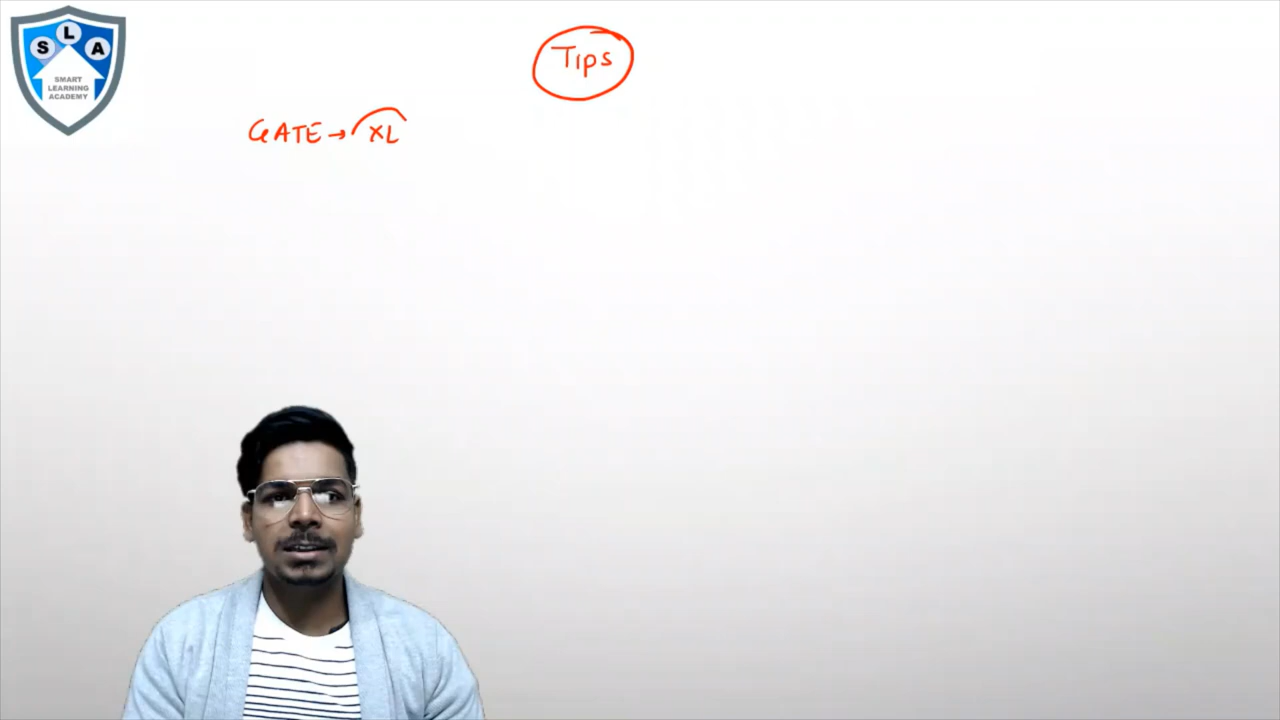 S L A
SMART
LEARNING
ACADEMY
Tips
GATE → XL